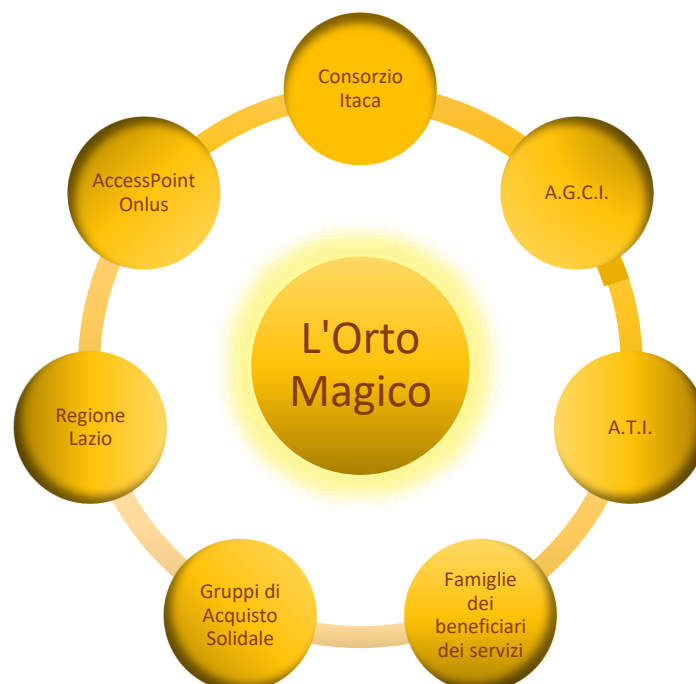 Consorzio
Itaca
A.G.C.I.
A.T.I.
Famiglie
dei
beneficiari
dei servizi
Gruppi di
Acquisto
Solidale
Regione
Lazio
AccessPoint
Onlus
L'Orto
Magico